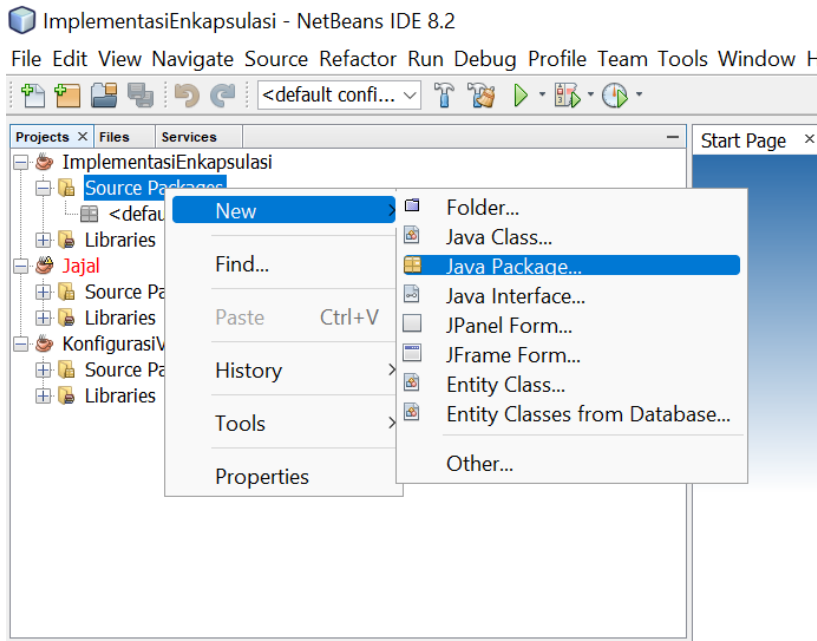 ImplementasiEnkapsulasi - NetBeans IDE 8.2
File Edit View Navigate Source Refactor Run Debug Profile Team Tools Window H
<default confi...
Projects Files Services
Start Page
ImplementasiEnkapsulasi
Source Packages
<defau
Libraries
Jajal
Source Pa
Libraries
KonfigurasiV
Source Pa
Libraries
New
Find...
Paste Ctrl+V
History
Tools
Properties
Folder...
Java Class...
Java Package...
Java Interface...
JPanel Form...
JFrame Form...
Entity Class...
Entity Classes from Database...
Other...